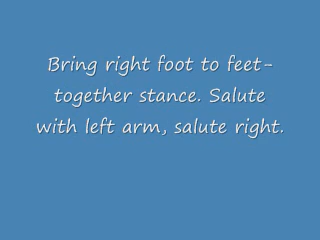 Bring right foot to feet-
together stance. Salute
with left arm, salute right.